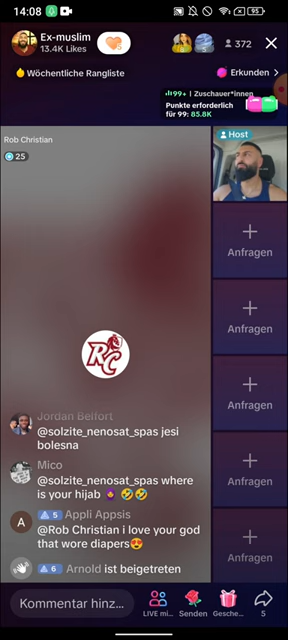 14:08
95
Ex-muslim
13.4K Likes
5
372
Wöchentliche Rangliste
Erkunden
99+ | Zuschauer*innen
Punkte erforderlich
für 99: 85.8K
Rob Christian
25
Host
Anfragen
Anfragen
Anfragen
Anfragen
Anfragen
RC
Jordan Belfort
@solzite_nenosat_spas jesi
bolesna
Mico
@solzite_nenosat_spas where
is your hijab 🧕 🤣🤣
A
5 Appli Appsis
@Rob Christian i love your god
that wore diapers😍
6 Arnold ist beigetreten
Kommentar hinz...
LIVE mi...
Senden
Gesche...
5